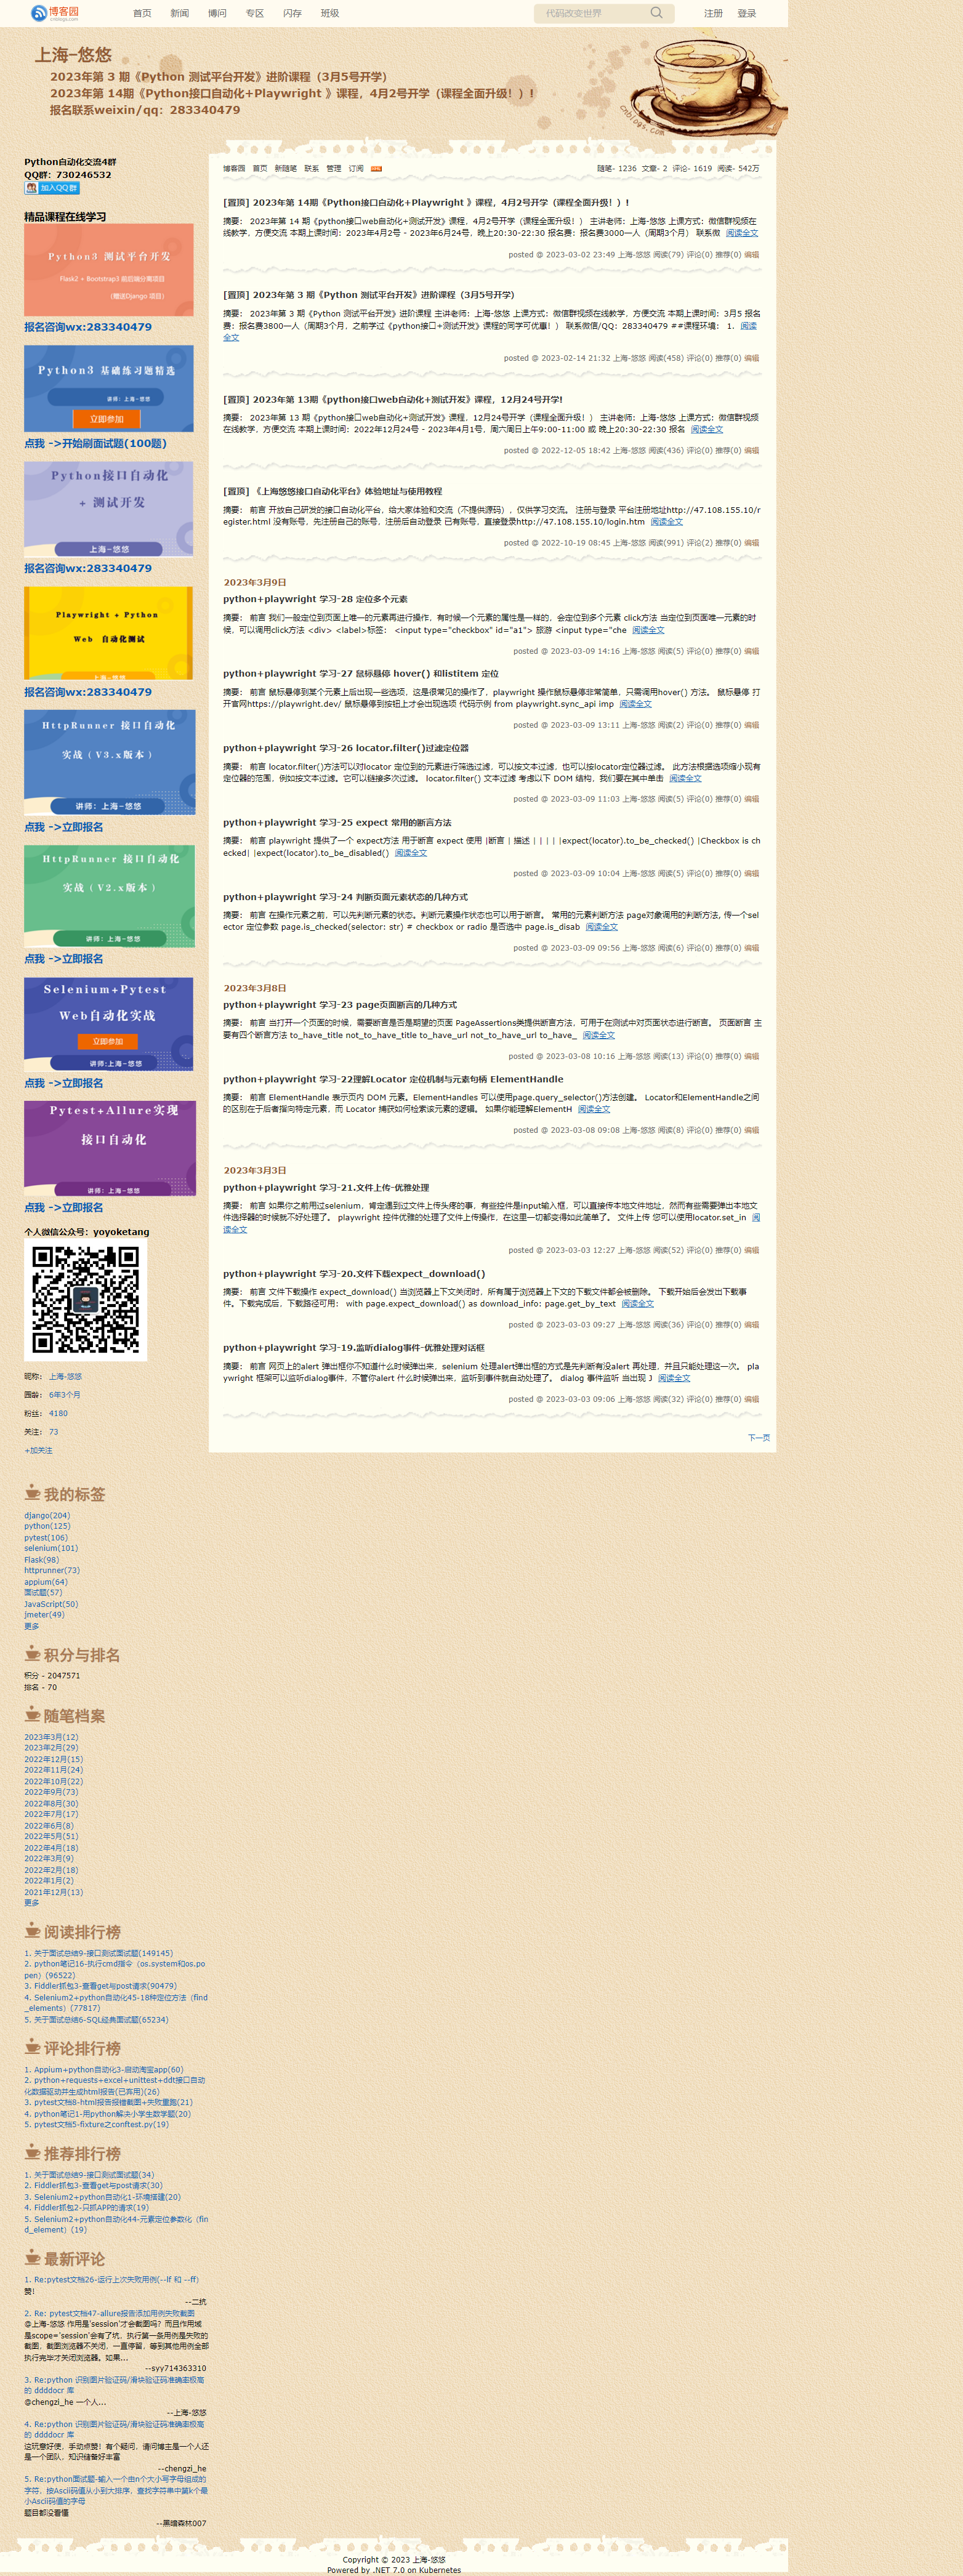 博客园
cnblogs.com
首页 新闻 博问 专区 闪存 班级
代码改变世界
注册 登录
上海-悠悠
2023年第 3 期《Python 测试平台开发》进阶课程（3月5号开学）
2023年第 14期《Python接口自动化+Playwright 》课程，4月2号开学（课程全面升级！）!
报名联系weixin/qq：283340479
cnblogs.com
Python自动化交流4群
QQ群：730246532
加入QQ群
精品课程在线学习
Python3 测试平台开发
Flask2 + Bootstrap3 前后端分离项目
（赠送Django 项目）
报名咨询wx:283340479
Python3 基础练习题精选
讲师：上海-悠悠
立即参加
点我 ->开始刷面试题(100题)
Python接口自动化
+ 测试开发
上海-悠悠
报名咨询wx:283340479
Playwright + Python
Web 自动化测试
上海-悠悠
报名咨询wx:283340479
HttpRunner 接口自动化
实战（V3.x版本）
讲师：上海-悠悠
点我 ->立即报名
HttpRunner 接口自动化
实战（V2.x版本）
讲师：上海-悠悠
点我 ->立即报名
Selenium+Pytest
Web自动化实战
立即参加
讲师:上海-悠悠
点我 ->立即报名
Pytest+Allure实现
接口自动化
讲师:上海-悠悠
点我 ->立即报名
个人微信公众号：yoyoketang
昵称： 上海-悠悠
园龄： 6年3个月
粉丝： 4180
关注： 73
+加关注
博客园 首页 新随笔 联系 管理 订阅
随笔- 1236 文章- 2 评论- 1619 阅读- 542万
[置顶] 2023年第 14期《Python接口自动化+Playwright 》课程，4月2号开学（课程全面升级！）!
摘要： 2023年第 14 期《python接口web自动化+测试开发》课程，4月2号开学（课程全面升级！） 主讲老师：上海-悠悠 上课方式：微信群视频在
线教学，方便交流 本期上课时间：2023年4月2号 - 2023年6月24号，晚上20:30-22:30 报名费：报名费3000一人（周期3个月） 联系微 阅读全文
posted @ 2023-03-02 23:49 上海-悠悠 阅读(79) 评论(0) 推荐(0) 编辑
[置顶] 2023年第 3 期《Python 测试平台开发》进阶课程（3月5号开学）
摘要： 2023年第 3 期《Python 测试平台开发》进阶课程 主讲老师：上海-悠悠 上课方式：微信群视频在线教学，方便交流 本期上课时间：3月5 报名
费：报名费3800一人（周期3个月，之前学过《python接口+测试开发》课程的同学可优惠！） 联系微信/QQ：283340479 ##课程环境： 1. 阅读
全文
posted @ 2023-02-14 21:32 上海-悠悠 阅读(458) 评论(0) 推荐(0) 编辑
[置顶] 2023年第 13期《python接口web自动化+测试开发》课程，12月24号开学!
摘要： 2023年第 13 期《python接口web自动化+测试开发》课程，12月24号开学（课程全面升级！） 主讲老师：上海-悠悠 上课方式：微信群视频
在线教学，方便交流 本期上课时间：2022年12月24号 - 2023年4月1号，周六周日上午9:00-11:00 或 晚上20:30-22:30 报名 阅读全文
posted @ 2022-12-05 18:42 上海-悠悠 阅读(436) 评论(0) 推荐(0) 编辑
[置顶] 《上海悠悠接口自动化平台》体验地址与使用教程
摘要： 前言 开放自己研发的接口自动化平台，给大家体验和交流（不提供源码），仅供学习交流。 注册与登录 平台注册地址http://47.108.155.10/r
egister.html 没有账号，先注册自己的账号，注册后自动登录 已有账号，直接登录http://47.108.155.10/login.htm 阅读全文
posted @ 2022-10-19 08:45 上海-悠悠 阅读(991) 评论(2) 推荐(0) 编辑
2023年3月9日
python+playwright 学习-28 定位多个元素
摘要： 前言 我们一般定位到页面上唯一的元素再进行操作，有时候一个元素的属性是一样的，会定位到多个元素 click方法 当定位到页面唯一元素的时
候，可以调用click方法 <div> <label>标签： <input type="checkbox" id="a1"> 旅游 <input type="che 阅读全文
posted @ 2023-03-09 14:16 上海-悠悠 阅读(5) 评论(0) 推荐(0) 编辑
python+playwright 学习-27 鼠标悬停 hover() 和listitem 定位
摘要： 前言 鼠标悬停到某个元素上后出现一些选项，这是很常见的操作了，playwright 操作鼠标悬停非常简单，只需调用hover() 方法。 鼠标悬停 打
开官网https://playwright.dev/ 鼠标悬停到按钮上才会出现选项 代码示例 from playwright.sync_api imp 阅读全文
posted @ 2023-03-09 13:11 上海-悠悠 阅读(2) 评论(0) 推荐(0) 编辑
python+playwright 学习-26 locator.filter()过滤定位器
摘要： 前言 locator.filter()方法可以对locator 定位到的元素进行筛选过滤，可以按文本过滤，也可以按locator定位器过滤。 此方法根据选项缩小现有
定位器的范围，例如按文本过滤。它可以链接多次过滤。 locator.filter() 文本过滤 考虑以下 DOM 结构，我们要在其中单击 阅读全文
posted @ 2023-03-09 11:03 上海-悠悠 阅读(5) 评论(0) 推荐(0) 编辑
python+playwright 学习-25 expect 常用的断言方法
摘要： 前言 playwright 提供了一个 expect方法 用于断言 expect 使用 |断言 | 描述 | | | | |expect(locator).to_be_checked() |Checkbox is ch
ecked| |expect(locator).to_be_disabled() 阅读全文
posted @ 2023-03-09 10:04 上海-悠悠 阅读(5) 评论(0) 推荐(0) 编辑
python+playwright 学习-24 判断页面元素状态的几种方式
摘要： 前言 在操作元素之前，可以先判断元素的状态。判断元素操作状态也可以用于断言。 常用的元素判断方法 page对象调用的判断方法, 传一个sel
ector 定位参数 page.is_checked(selector: str) # checkbox or radio 是否选中 page.is_disab 阅读全文
posted @ 2023-03-09 09:56 上海-悠悠 阅读(6) 评论(0) 推荐(0) 编辑
2023年3月8日
python+playwright 学习-23 page页面断言的几种方式
摘要： 前言 当打开一个页面的时候，需要断言是否是期望的页面 PageAssertions类提供断言方法，可用于在测试中对页面状态进行断言。 页面断言 主
要有四个断言方法 to_have_title not_to_have_title to_have_url not_to_have_url to_have_ 阅读全文
posted @ 2023-03-08 10:16 上海-悠悠 阅读(13) 评论(0) 推荐(0) 编辑
python+playwright 学习-22理解Locator 定位机制与元素句柄 ElementHandle
摘要： 前言 ElementHandle 表示页内 DOM 元素。ElementHandles 可以使用page.query_selector()方法创建。 Locator和ElementHandle之间
的区别在于后者指向特定元素，而 Locator 捕获如何检索该元素的逻辑。 如果你能理解ElementH 阅读全文
posted @ 2023-03-08 09:08 上海-悠悠 阅读(8) 评论(0) 推荐(0) 编辑
2023年3月3日
python+playwright 学习-21.文件上传-优雅处理
摘要： 前言 如果你之前用过selenium，肯定遇到过文件上传头疼的事，有些控件是input输入框，可以直接传本地文件地址，然而有些需要弹出本地文
件选择器的时候就不好处理了。 playwright 控件优雅的处理了文件上传操作，在这里一切都变得如此简单了。 文件上传 您可以使用locator.set_in 阅
读全文
posted @ 2023-03-03 12:27 上海-悠悠 阅读(52) 评论(0) 推荐(0) 编辑
python+playwright 学习-20.文件下载expect_download()
摘要： 前言 文件下载操作 expect_download() 当浏览器上下文关闭时，所有属于浏览器上下文的下载文件都会被删除。 下载开始后会发出下载事
件。下载完成后，下载路径可用： with page.expect_download() as download_info: page.get_by_text 阅读全文
posted @ 2023-03-03 09:27 上海-悠悠 阅读(36) 评论(0) 推荐(0) 编辑
python+playwright 学习-19.监听dialog事件-优雅处理对话框
摘要： 前言 网页上的alert 弹出框你不知道什么时候弹出来，selenium 处理alert弹出框的方式是先判断有没alert 再处理，并且只能处理这一次。 pla
ywright 框架可以监听dialog事件，不管你alert 什么时候弹出来，监听到事件就自动处理了。 dialog 事件监听 当出现 J 阅读全文
posted @ 2023-03-03 09:06 上海-悠悠 阅读(32) 评论(0) 推荐(0) 编辑
下一页
我的标签
django(204)
python(125)
pytest(106)
selenium(101)
Flask(98)
httprunner(73)
appium(64)
面试题(57)
JavaScript(50)
jmeter(49)
更多
积分与排名
积分 - 2047571
排名 - 70
随笔档案
2023年3月(12)
2023年2月(29)
2022年12月(15)
2022年11月(24)
2022年10月(22)
2022年9月(73)
2022年8月(30)
2022年7月(17)
2022年6月(8)
2022年5月(51)
2022年4月(18)
2022年3月(9)
2022年2月(18)
2022年1月(2)
2021年12月(13)
更多
阅读排行榜
1. 关于面试总结9-接口测试面试题(149145)
2. python笔记16-执行cmd指令（os.system和os.po
pen）(96522)
3. Fiddler抓包3-查看get与post请求(90479)
4. Selenium2+python自动化45-18种定位方法（find
_elements）(77817)
5. 关于面试总结6-SQL经典面试题(65234)
评论排行榜
1. Appium+python自动化3-启动淘宝app(60)
2. python+requests+excel+unittest+ddt接口自动
化数据驱动并生成html报告(已弃用)(26)
3. pytest文档8-html报告报错截图+失败重跑(21)
4. python笔记1-用python解决小学生数学题(20)
5. pytest文档5-fixture之conftest.py(19)
推荐排行榜
1. 关于面试总结9-接口测试面试题(34)
2. Fiddler抓包3-查看get与post请求(30)
3. Selenium2+python自动化1-环境搭建(20)
4. Fiddler抓包2-只抓APP的请求(19)
5. Selenium2+python自动化44-元素定位参数化（fin
d_element）(19)
最新评论
1. Re:pytest文档26-运行上次失败用例(--lf 和 --ff)
赞!
--二抗
2. Re: pytest文档47-allure报告添加用例失败截图
@上海-悠悠 作用是'session'才会截图吗？而且作用域
是scope='session'会有了坑，执行第一条用例是失败的
截图，截图浏览器不关闭，一直停留，等到其他用例全部
执行完毕才关闭浏览器。如果...
--syy714363310
3. Re:python 识别图片验证码/滑块验证码准确率极高
的 ddddocr 库
@chengzi_he 一个人...
--上海-悠悠
4. Re:python 识别图片验证码/滑块验证码准确率极高
的 ddddocr 库
这玩意好使，手动点赞！有个疑问，请问博主是一个人还
是一个团队，知识储备好丰富
--chengzi_he
5. Re:python面试题-输入一个由n个大小写字母组成的
字符，按Ascii码值从小到大排序，查找字符串中第k个最
小Ascii码值的字母
题目都没看懂
--黑暗森林007
Copyright © 2023 上海-悠悠
Powered by .NET 7.0 on Kubernetes